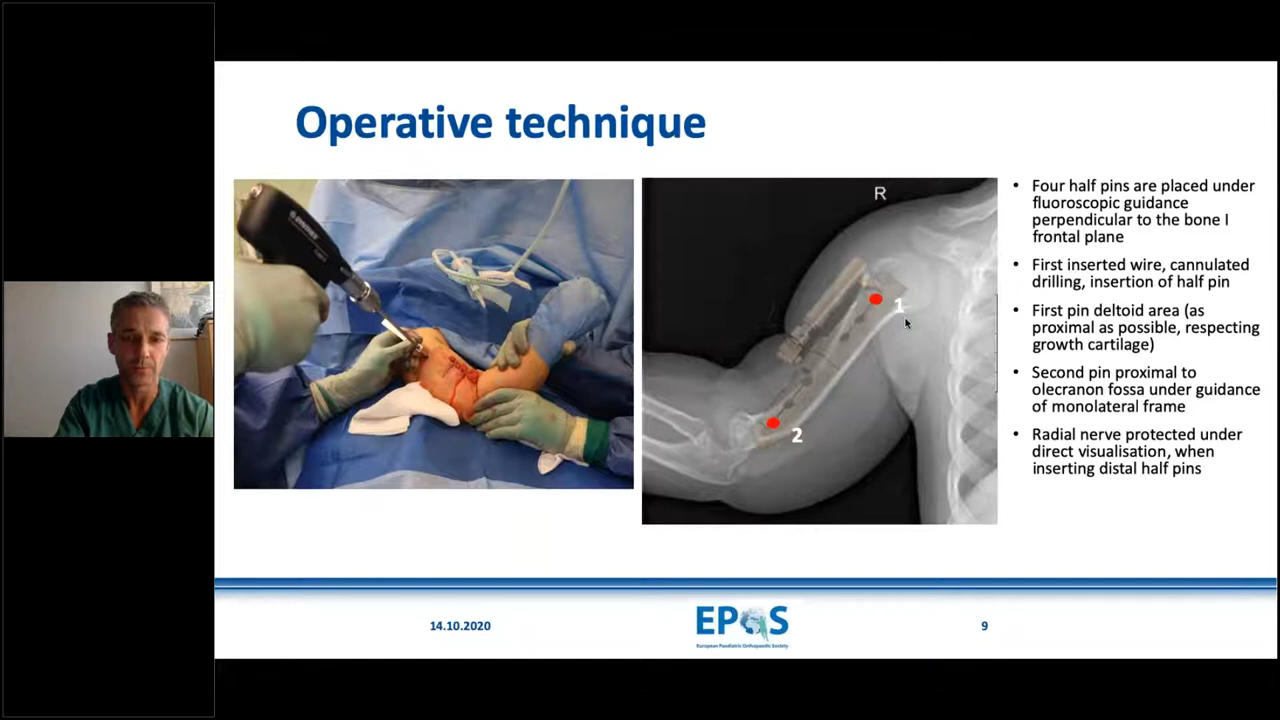 Operative technique
R
1
2
• Four half pins are placed under
fluoroscopic guidance
perpendicular to the bone I
frontal plane
• First inserted wire, cannulated
drilling, insertion of half pin
• First pin deltoid area (as
proximal as possible, respecting
growth cartilage)
• Second pin proximal to
olecranon fossa under guidance
of monolateral frame
• Radial nerve protected under
direct visualisation, when
inserting distal half pins
14.10.2020
EPOS
European Paediatric Orthopaedic Society
9